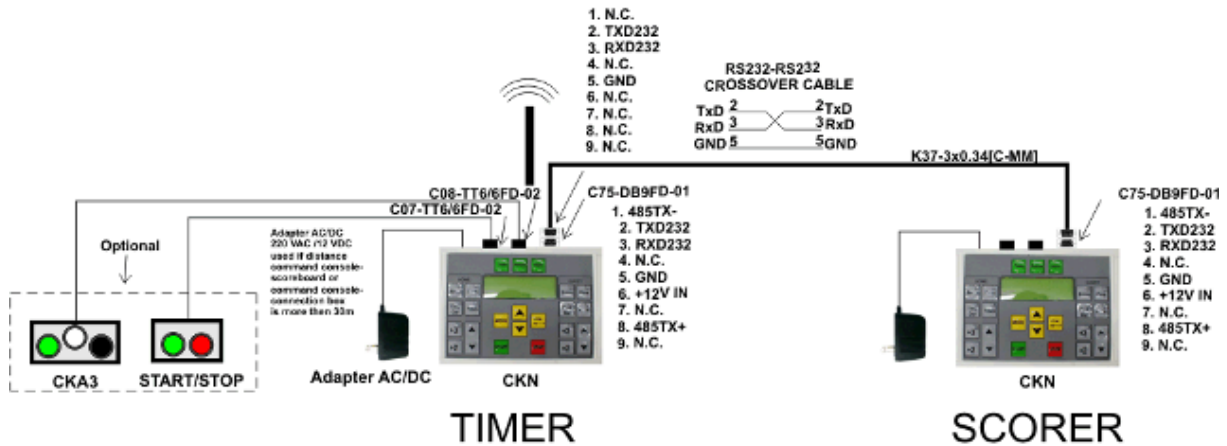 1. N.C.
2. TXD232
3. RXD232
4. N.C.
5. GND
6. N.C.
7. N.C.
8. N.C.
9. N.C.
RS232-RS232
CROSSOVER CABLE
TxD 2 2 TxD
RxD 3 3 RxD
GND 5 5 GND
K37-3x0.34[C-MM]
C08-TT6/6FD-02
C07-TT6/6FD-02
C75-DB9FD-01
1. 485TX-
2. TXD232
3. RXD232
4. N.C.
5. GND
6. +12V IN
7. N.C.
8. 485TX+
9. N.C.
C75-DB9FD-01
1. 485TX-
2. TXD232
3. RXD232
4. N.C.
5. GND
6. +12V IN
7. N.C.
8. 485TX+
9. N.C.
Optional
Adapter AC/DC
220 VAC /12 VDC
used if distance
command console-
scoreboard or
command console-
connection box
is more then 30m
CKA3
START/STOP
Adapter AC/DC
CKN
CKN
TIMER
SCORER